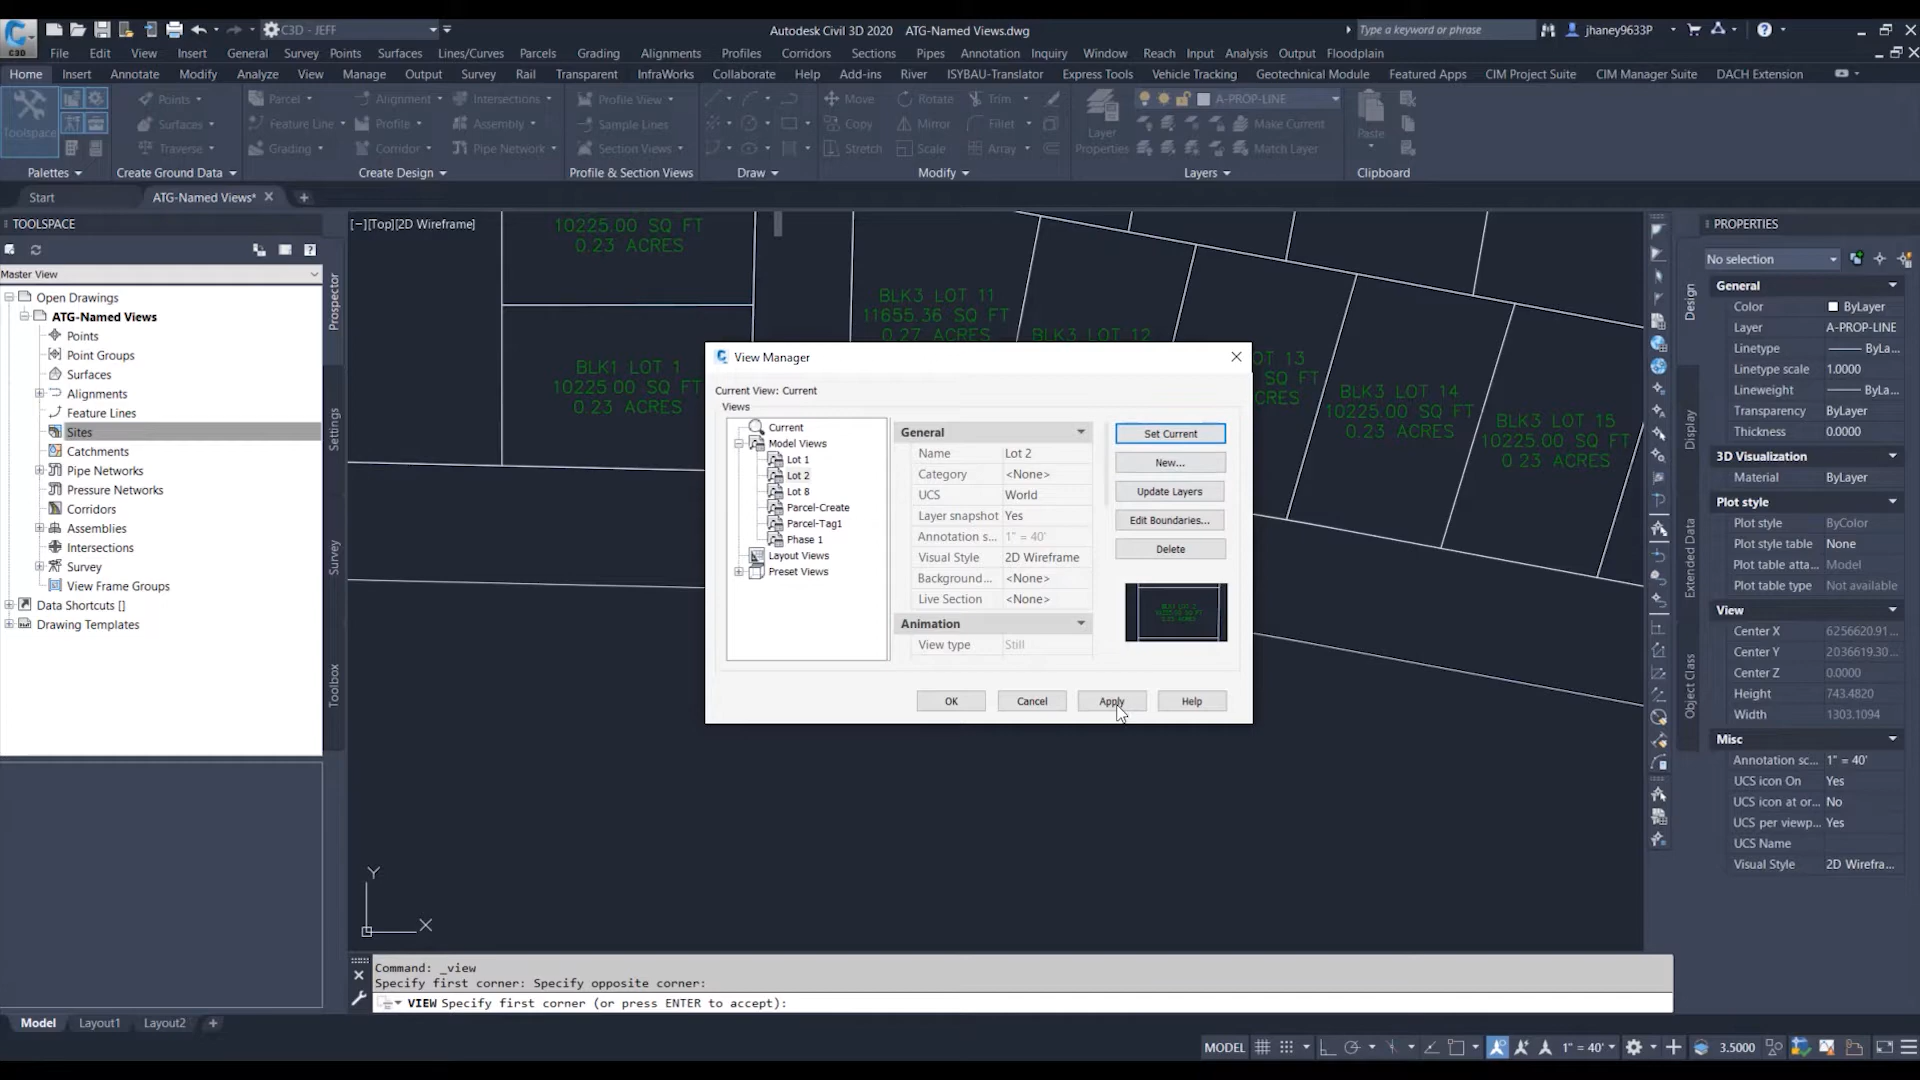 C3D - JEFF
Autodesk Civil 3D 2020 ATG-Named Views.dwg
Type a keyword or phrase
jhaney9633P
C3D
File Edit View Insert General Survey Points Surfaces Lines/Curves Parcels Grading Alignments Profiles Corridors Sections Pipes Annotation Inquiry Window Reach Input Analysis Output Floodplain
Home Insert Annotate Modify Analyze View Manage Output Survey Rail Transparent InfraWorks Collaborate Help Add-ins River ISYBAU-Translator Express Tools Vehicle Tracking Geotechnical Module Featured Apps CIM Project Suite CIM Manager Suite DACH Extension
Points Parcel Alignment Intersections Profile View Move Rotate Trim A-PROP-LINE
Toolspace Surfaces Feature Line Profile Assembly Sample Lines Copy Mirror Fillet Layer Properties Make Current Paste
Traverse Grading Corridor Pipe Network Section Views Stretch Scale Array Match Layer
Palettes Create Ground Data Create Design Profile & Section Views Draw Modify Layers Clipboard
Start ATG-Named Views*
TOOLSPACE
Master View
Open Drawings
ATG-Named Views
Points
Point Groups
Surfaces
Alignments
Feature Lines
Sites
Catchments
Pipe Networks
Pressure Networks
Corridors
Assemblies
Intersections
Survey
View Frame Groups
Data Shortcuts []
Drawing Templates
Prospector
Settings
Survey
Toolbox
[−][Top][2D Wireframe]
10225.00 SQ FT
0.23 ACRES
BLK1 LOT 1
10225.00 SQ FT
0.23 ACRES
BLK3 LOT 11
11655.36 SQ FT
0.27 ACRES
BLK3 LOT 12
OT 13
SQ FT
CRES
BLK3 LOT 14
10225.00 SQ FT
0.23 ACRES
BLK3 LOT 15
10225.00 SQ FT
0.23 ACRES
View Manager
Current View: Current
Views
Current
Model Views
Lot 1
Lot 2
Lot 8
Parcel-Create
Parcel-Tag1
Phase 1
Layout Views
Preset Views
General
Name Lot 2
Category <None>
UCS World
Layer snapshot Yes
Annotation s... 1" = 40'
Visual Style 2D Wireframe
Background... <None>
Live Section <None>
Animation
View type Still
Set Current
New...
Update Layers
Edit Boundaries...
Delete
BLK1 LOT 2
10225.00 SQ FT
0.23 ACRES
OK Cancel Apply Help
Y
X
PROPERTIES
No selection
General
Color ByLayer
Layer A-PROP-LINE
Linetype ByLa...
Linetype scale 1.0000
Lineweight ByLa...
Transparency ByLayer
Thickness 0.0000
3D Visualization
Material ByLayer
Plot style
Plot style ByColor
Plot style table None
Plot table atta... Model
Plot table type Not available
View
Center X 6256620.91...
Center Y 2036619.30...
Center Z 0.0000
Height 743.4820
Width 1303.1094
Misc
Annotation sc... 1" = 40'
UCS icon On Yes
UCS icon at or... No
UCS per viewp... Yes
UCS Name
Visual Style 2D Wirefra...
Design
Display
Extended Data
Object Class
Command: _view
Specify first corner: Specify opposite corner:
VIEW Specify first corner (or press ENTER to accept):
Model Layout1 Layout2
MODEL 1" = 40' 3.5000